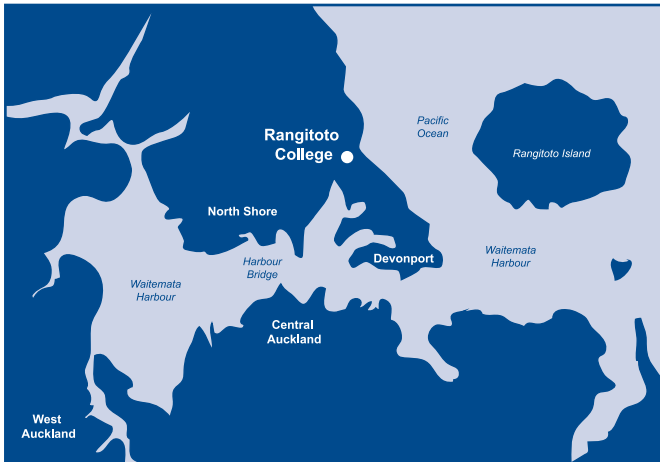 Pacific
Ocean
Rangitoto
College
Rangitoto Island
North Shore
Harbour
Bridge
Devonport
Waitemata
Harbour
Waitemata
Harbour
Central
Auckland
West
Auckland